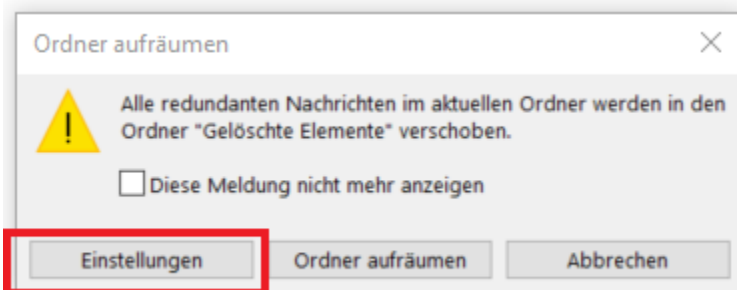 Ordner aufräumen
Alle redundanten Nachrichten im aktuellen Ordner werden in den
Ordner "Gelöschte Elemente" verschoben.
Diese Meldung nicht mehr anzeigen
Einstellungen Ordner aufräumen Abbrechen